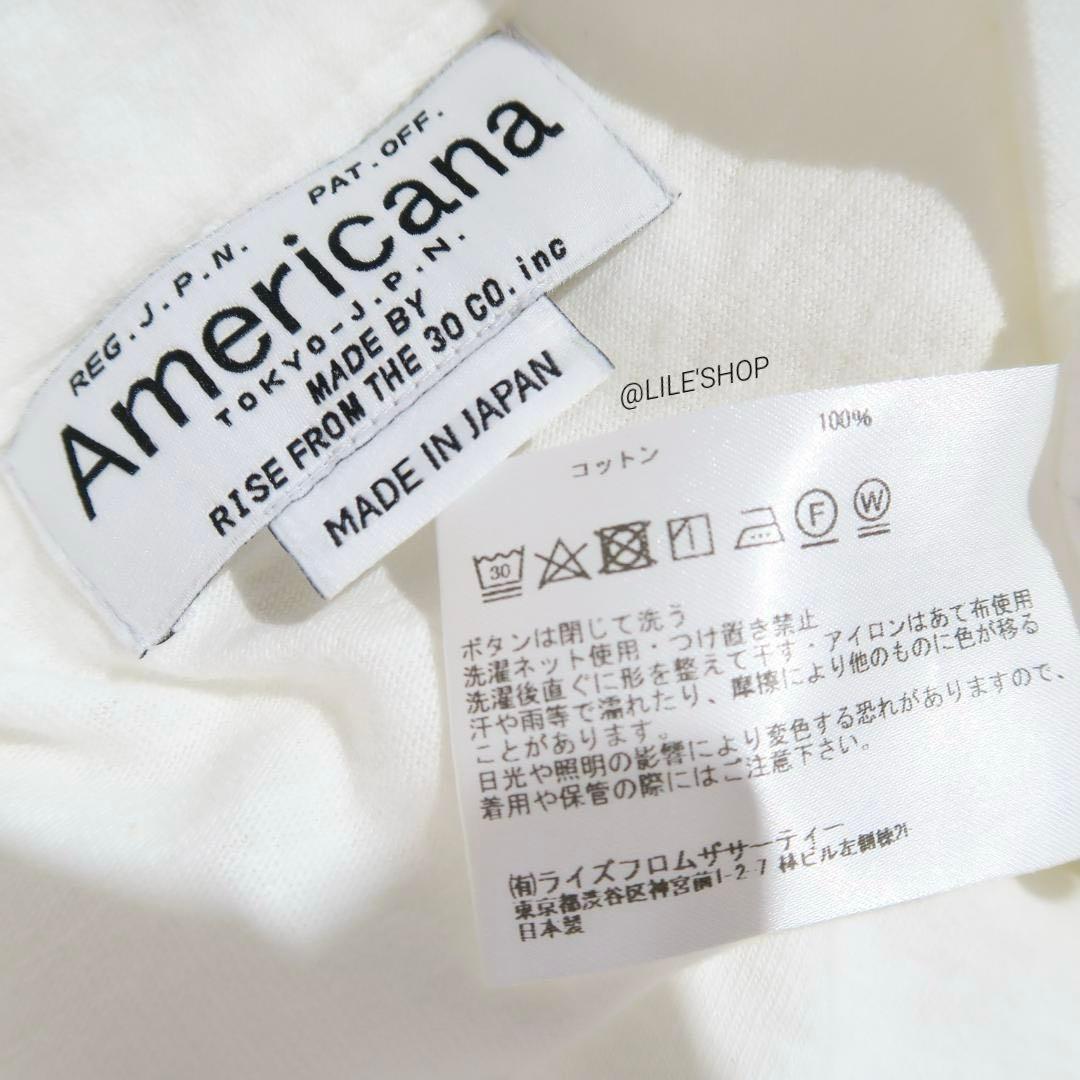 REG.J.P.N. PAT.OFF.
Americana
TOKYO-J.P.N.
MADE BY
RISE FROM THE 30 CO. inc
MADE IN JAPAN
@LILE'SHOP
コットン 100%
30
F
W
ボタンは閉じて洗う
洗濯ネット使用・つけ置き禁止
洗濯後直ぐに形を整えて干す・アイロンはあて布使用
汗や雨等で濡れたり、摩擦により他のものに色が移る
ことがあります。
日光や照明の影響により変色する恐れがありますので、
着用や保管の際にはご注意下さい。
㈲ライズフロムザサーティー
東京都渋谷区神宮前1-2-7 林ビル左側棟2F
日本製